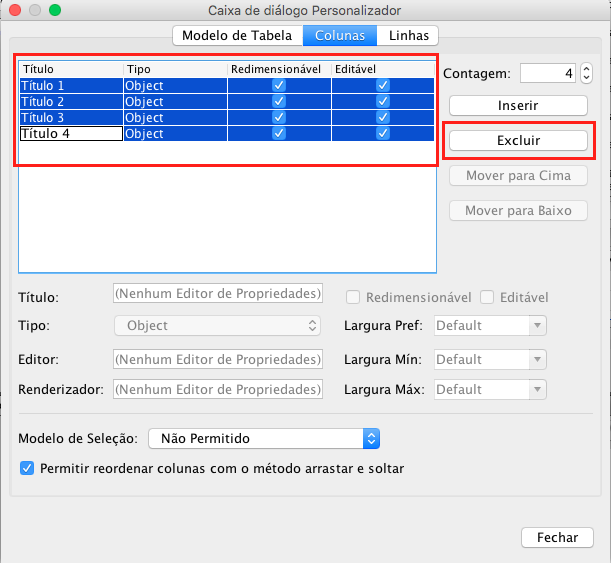 Caixa de diálogo Personalizador
Modelo de Tabela Colunas Linhas
Título Tipo Redimensionável Editável
Título 1 Object
Título 2 Object
Título 3 Object
Título 4 Object
Contagem: 4
Inserir
Excluir
Mover para Cima
Mover para Baixo
Título: (Nenhum Editor de Propriedades) Redimensionável Editável
Tipo: Object Largura Pref: Default
Editor: (Nenhum Editor de Propriedades) Largura Mín: Default
Renderizador: (Nenhum Editor de Propriedades) Largura Máx: Default
Modelo de Seleção: Não Permitido
Permitir reordenar colunas com o método arrastar e soltar
Fechar